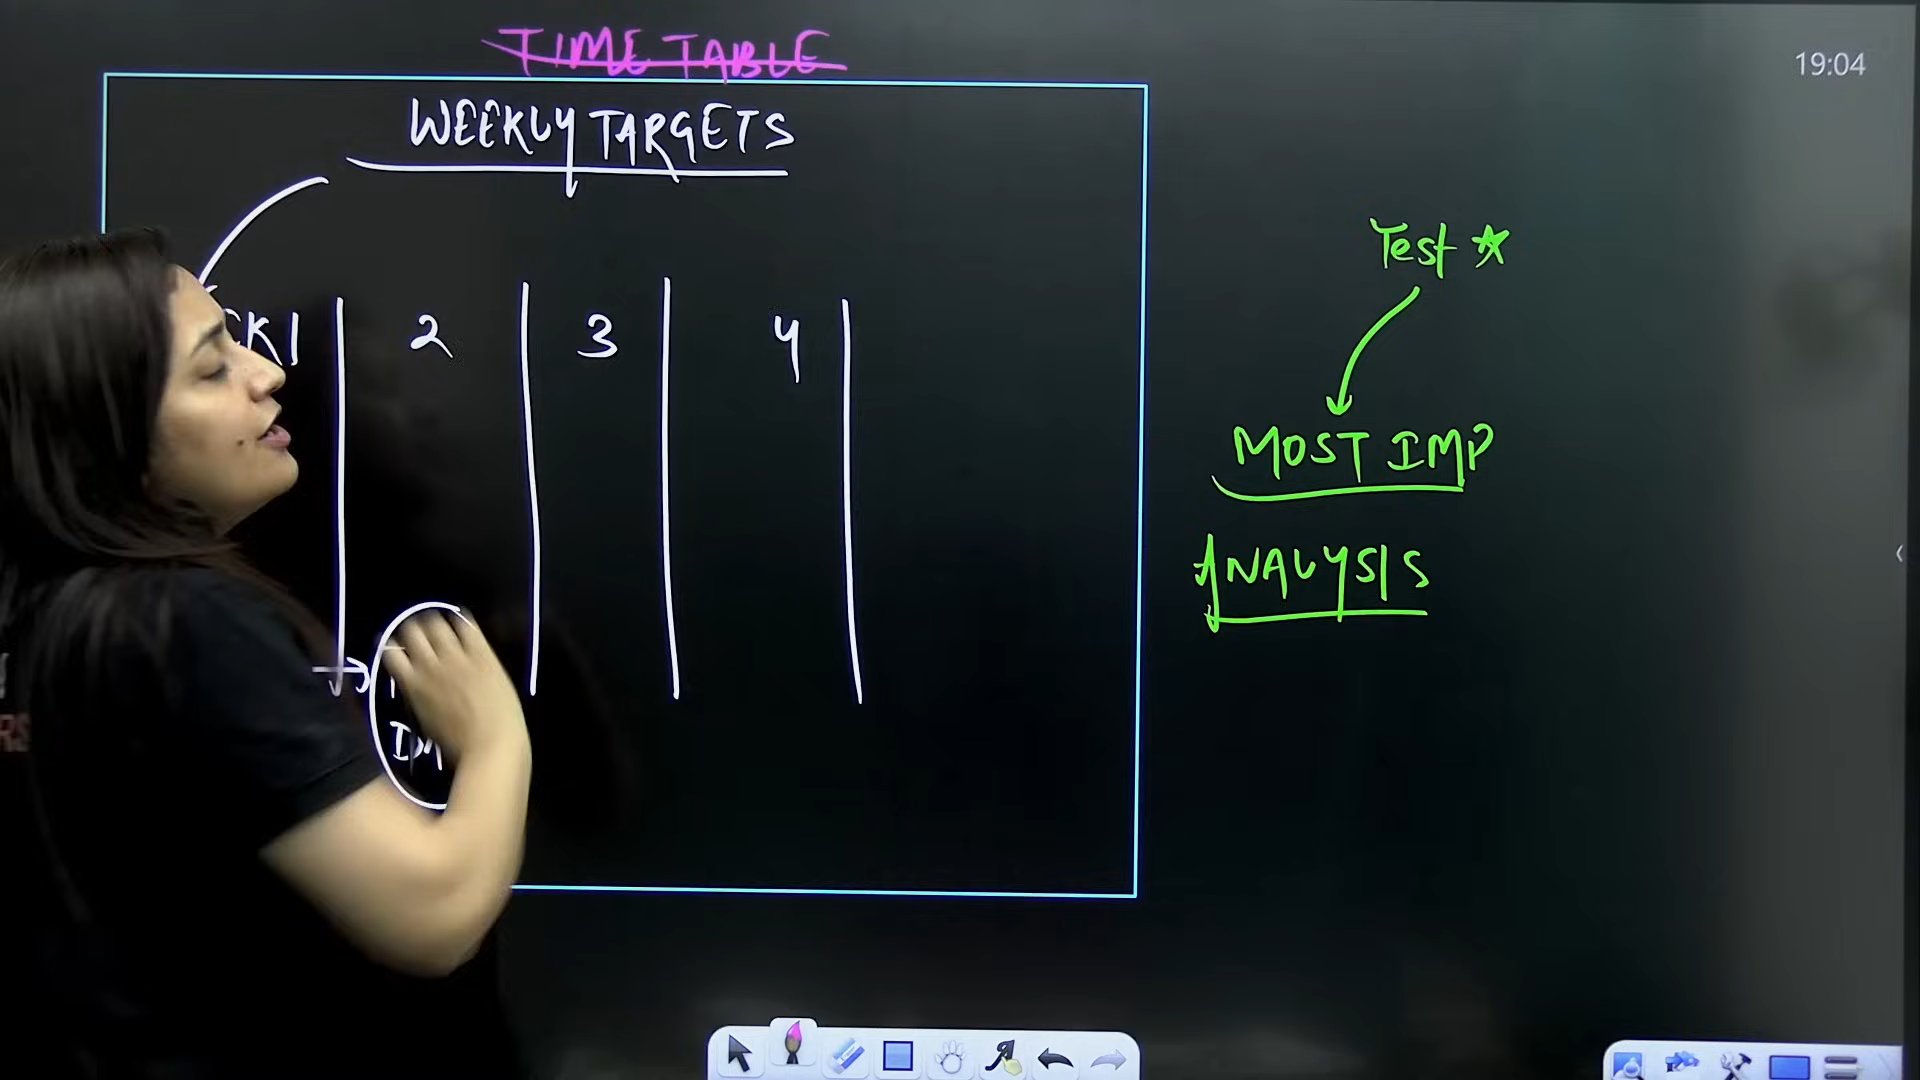 TIME TABLE
19:04
WEEKLY TARGETS
2 3 4
Test
MOST IMP
ANALYSIS